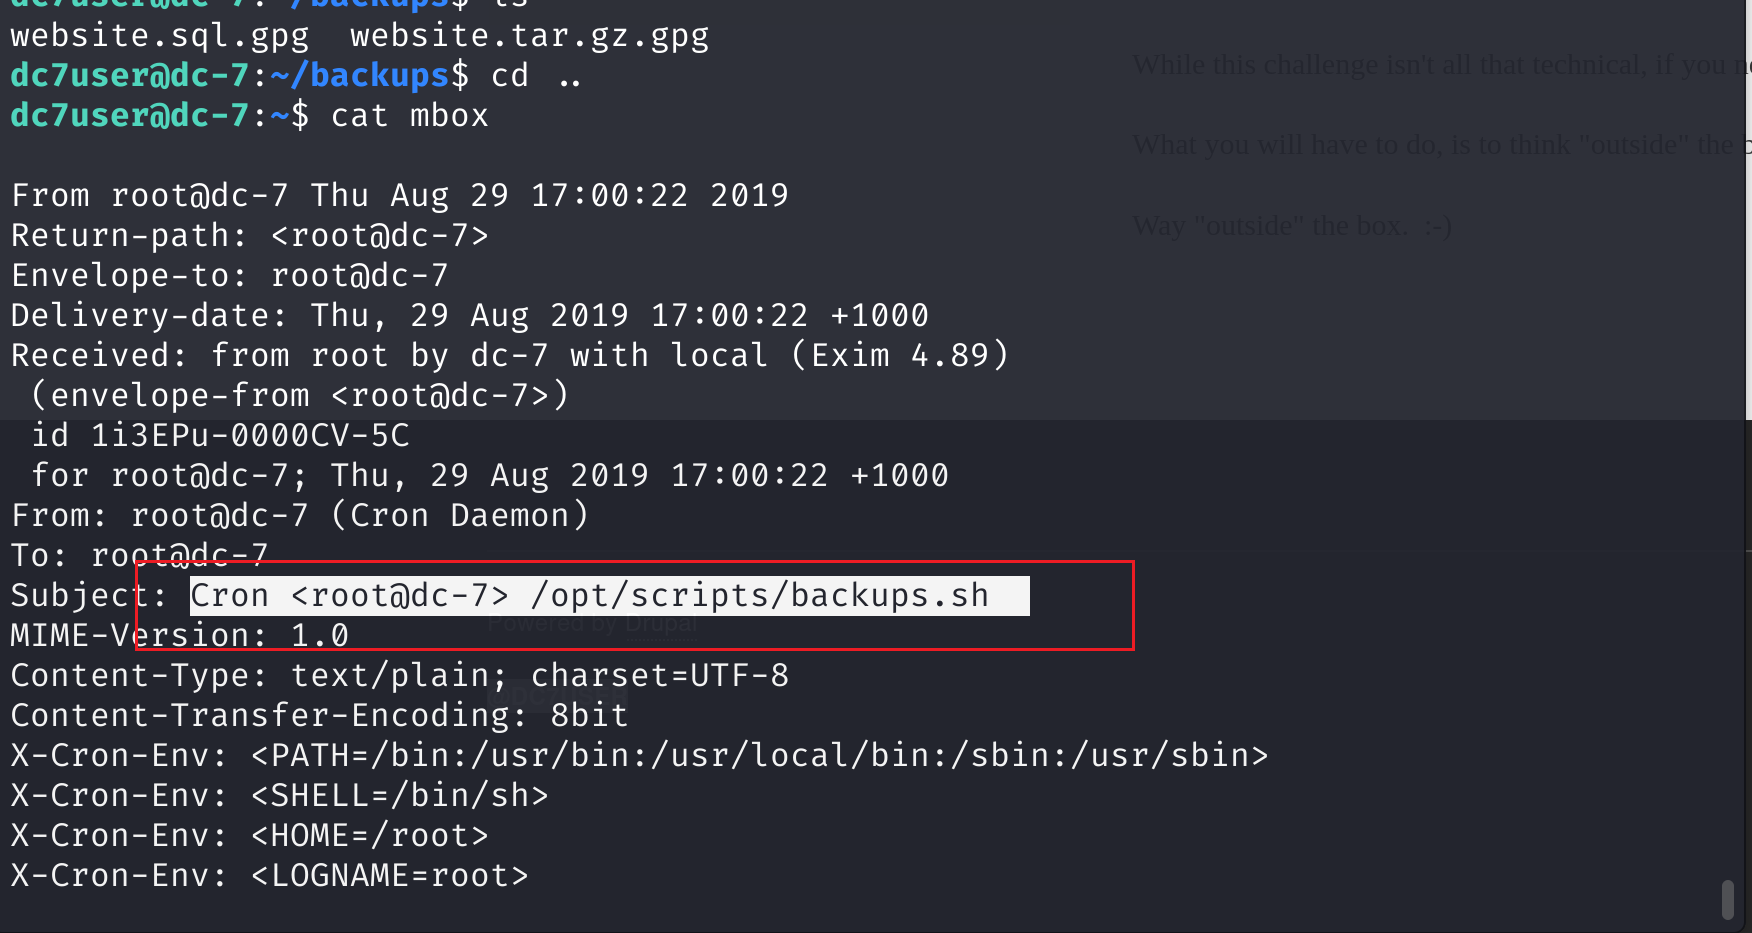 dc7user@dc-7:~/backups$ ls
website.sql.gpg  website.tar.gz.gpg
dc7user@dc-7:~/backups$ cd ..
dc7user@dc-7:~$ cat mbox
While this challenge isn't all that technical, if you
What you will have to do, is to think "outside" the
Way "outside" the box.  :-)
From root@dc-7 Thu Aug 29 17:00:22 2019
Return-path: <root@dc-7>
Envelope-to: root@dc-7
Delivery-date: Thu, 29 Aug 2019 17:00:22 +1000
Received: from root by dc-7 with local (Exim 4.89)
 (envelope-from <root@dc-7>)
 id 1i3EPu-0000CV-5C
 for root@dc-7; Thu, 29 Aug 2019 17:00:22 +1000
From: root@dc-7 (Cron Daemon)
To: root@dc-7
Subject: Cron <root@dc-7> /opt/scripts/backups.sh
Powered by Drupal
MIME-Version: 1.0
Content-Type: text/plain; charset=UTF-8
@DC7USER
Content-Transfer-Encoding: 8bit
X-Cron-Env: <PATH=/bin:/usr/bin:/usr/local/bin:/sbin:/usr/sbin>
X-Cron-Env: <SHELL=/bin/sh>
X-Cron-Env: <HOME=/root>
X-Cron-Env: <LOGNAME=root>